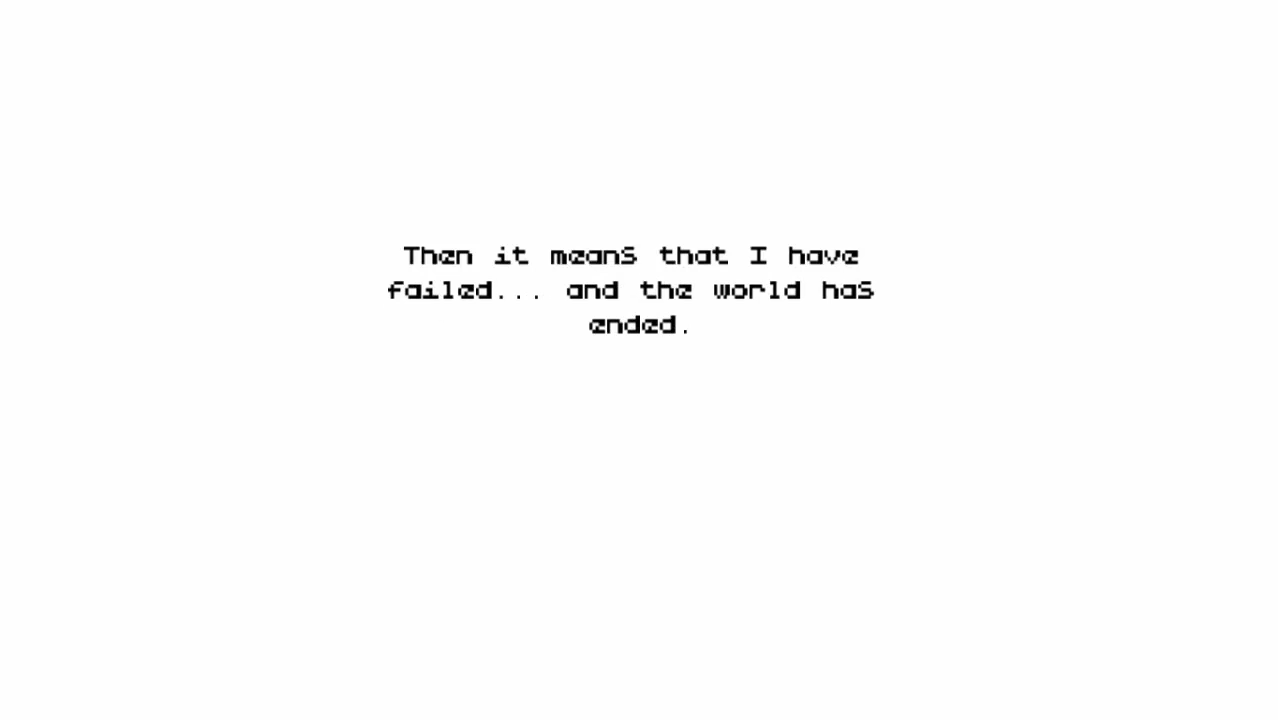 Then it means that I have
failed... and the world has
ended.